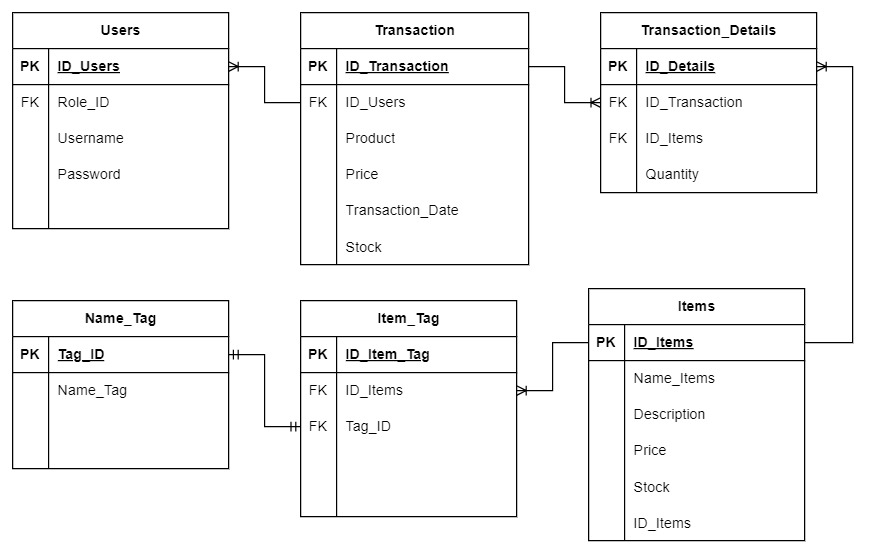 Users
PK ID_Users
FK Role_ID
Username
Password
Transaction
PK ID_Transaction
FK ID_Users
Product
Price
Transaction_Date
Stock
Transaction_Details
PK ID_Details
FK ID_Transaction
FK ID_Items
Quantity
Name_Tag
PK Tag_ID
Name_Tag
Item_Tag
PK ID_Item_Tag
FK ID_Items
FK Tag_ID
Items
PK ID_Items
Name_Items
Description
Price
Stock
ID_Items